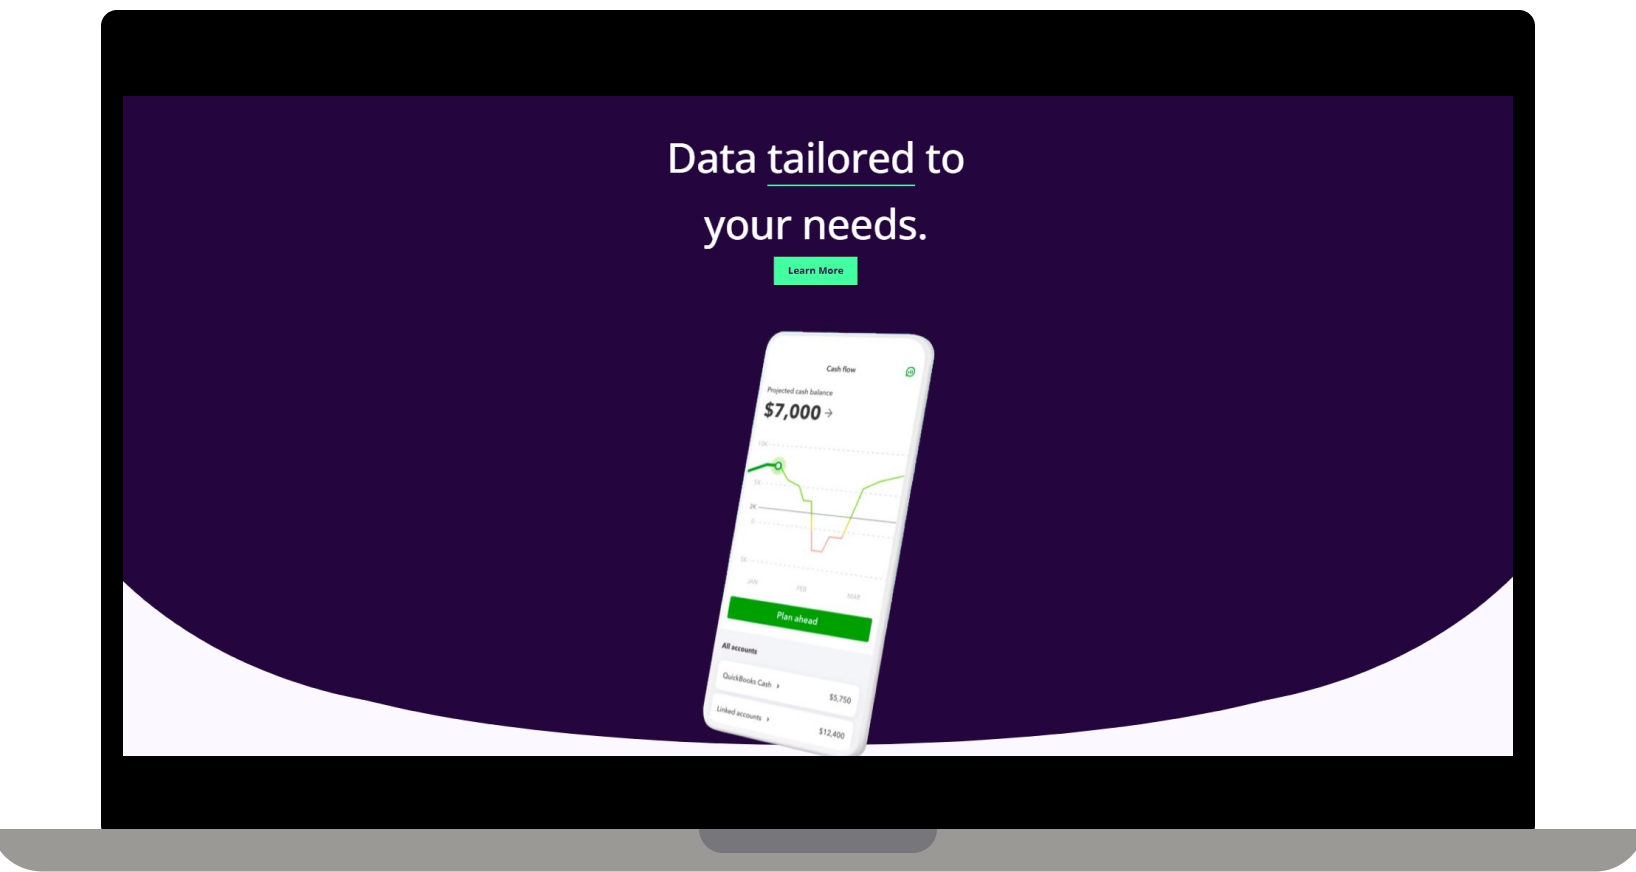 Data tailored to
your needs.
Learn More
Cash flow
Projected cash balance
$7,000
10K
5K
2K
0
5K
JAN FEB MAR
Plan ahead
All accounts
QuickBooks Cash $5,750
Linked accounts $12,400